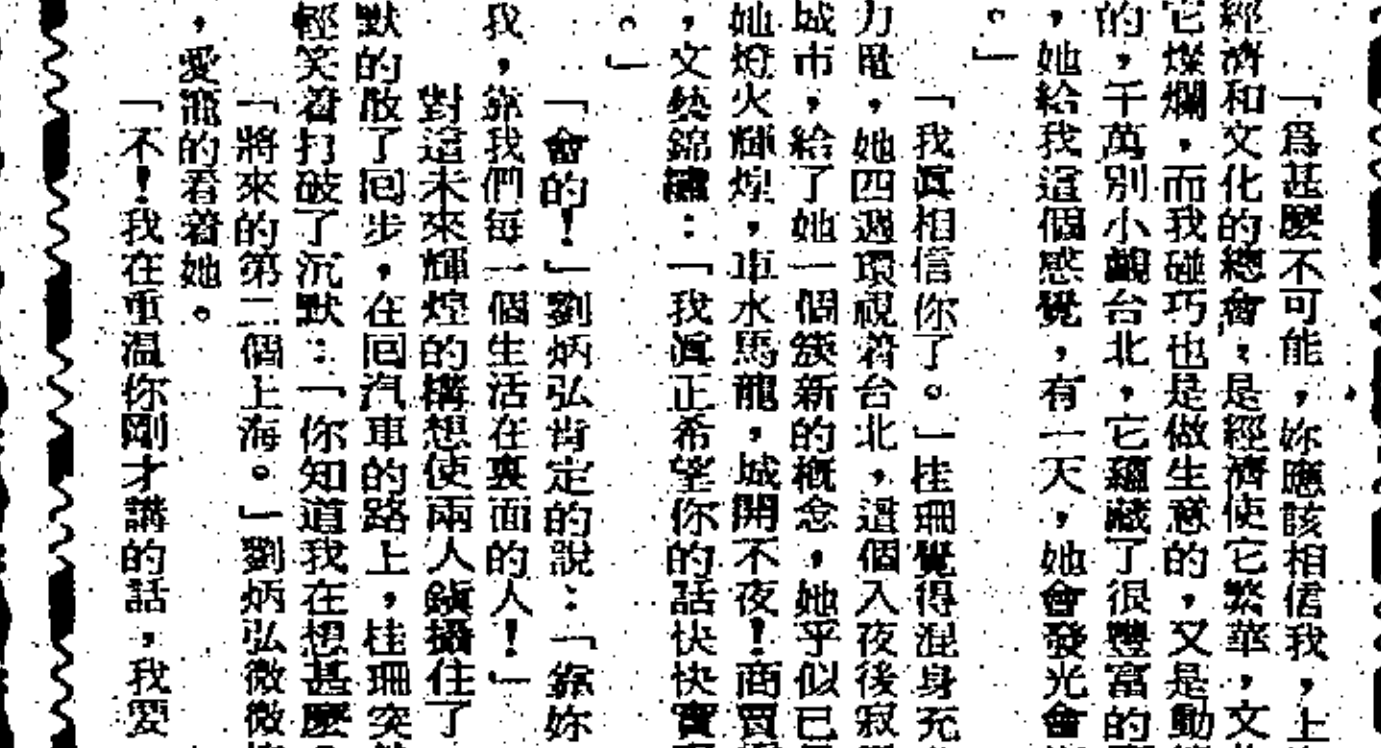 「爲甚麼不可能，妳應該相信我，上
經濟和文化的總會，是經濟使它繁華，文
它燦爛，而我碰巧也是做生意的，又是動
的，千萬別小覷台北，它蘊藏了很豐富的
，她給我這個感覺，有一天，她會發光會
。」
「我眞相信你了。」桂珊覺得混身充
力電，她四週環視着台北，這個入夜後寂
城市，給了她一個簇新的概念，她乎似已
她燈火輝煌，車水馬龍，城開不夜！商賈
，文藝錦繡：「我眞正希望你的話快快實
。」
「會的！」劉炳弘肯定的說：「靠妳
我，靠我們每一個生活在裏面的人！」
對這未來輝煌的構想使兩人鎮攝住了
默的散了回步，在回汽車的路上，桂珊突
輕笑着打破了沉默：「你知道我在想甚麼
「將來的第二個上海。」劉炳弘微微
，愛寵的看着她。
「不！我在重温你剛才講的話，我要